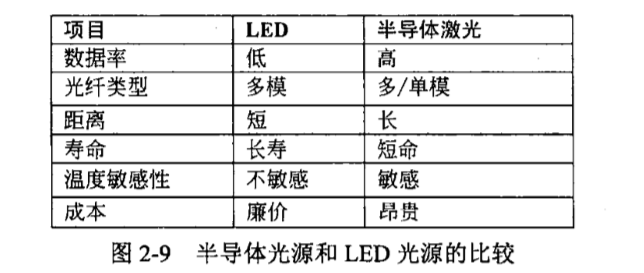 项目 LED 半导体激光
数据率 低 高
光纤类型 多模 多/单模
距离 短 长
寿命 长寿 短命
温度敏感性 不敏感 敏感
成本 廉价 昂贵
图 2-9 半导体光源和 LED 光源的比较